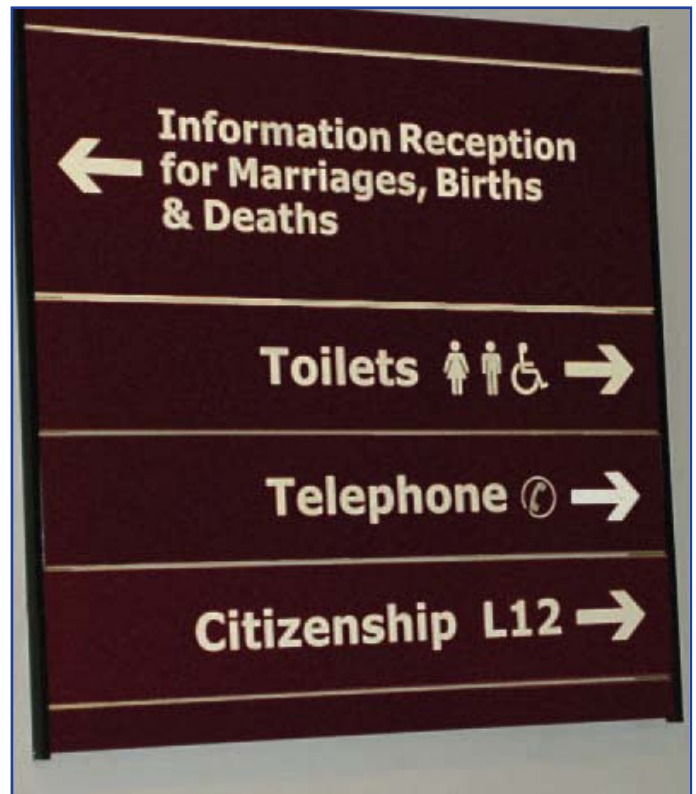 Information Reception
for Marriages, Births
& Deaths
Toilets
Telephone
Citizenship L12